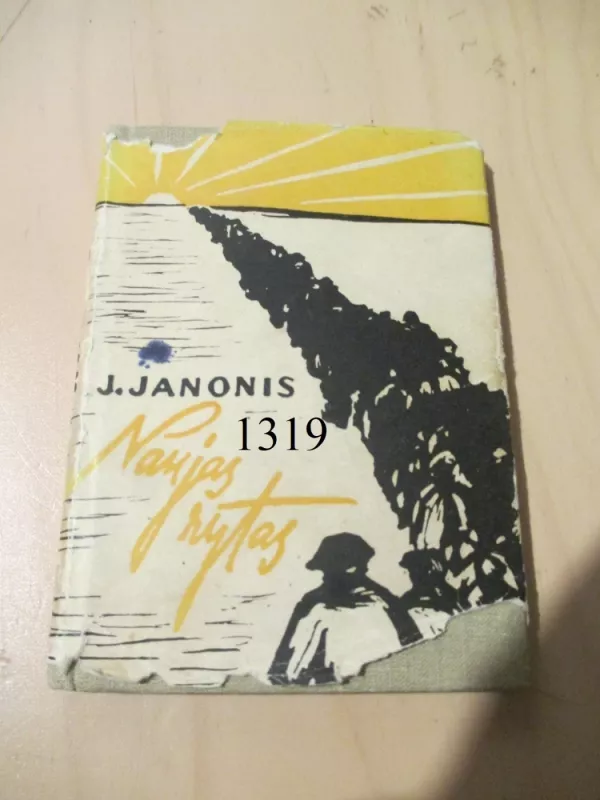 J. JANONIS
1319
Naujas
rytas